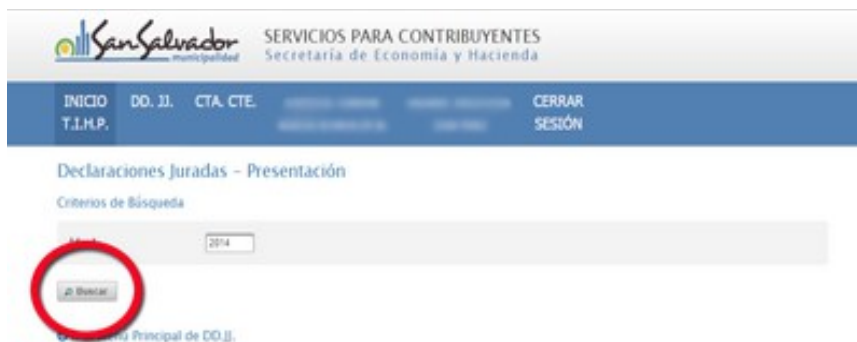 San Salvador
municipalidad
SERVICIOS PARA CONTRIBUYENTES
Secretaría de Economía y Hacienda
INICIO DD. JJ. CTA. CTE. CERRAR
T.I.H.P. SESIÓN
Declaraciones Juradas – Presentación
Criterios de Búsqueda
2014
Buscar
Principal de DD.JJ.